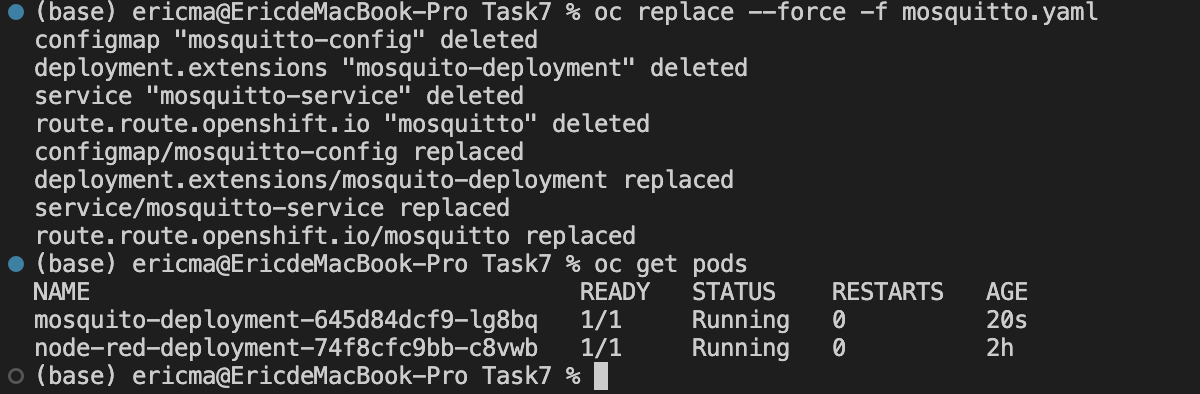 (base) ericma@EricdeMacBook-Pro Task7 % oc replace --force -f mosquitto.yaml
configmap "mosquitto-config" deleted
deployment.extensions "mosquito-deployment" deleted
service "mosquitto-service" deleted
route.route.openshift.io "mosquitto" deleted
configmap/mosquitto-config replaced
deployment.extensions/mosquito-deployment replaced
service/mosquitto-service replaced
route.route.openshift.io/mosquitto replaced
(base) ericma@EricdeMacBook-Pro Task7 % oc get pods
NAME READY STATUS RESTARTS AGE
mosquito-deployment-645d84dcf9-lg8bq 1/1 Running 0 20s
node-red-deployment-74f8cfc9bb-c8vwb 1/1 Running 0 2h
(base) ericma@EricdeMacBook-Pro Task7 %